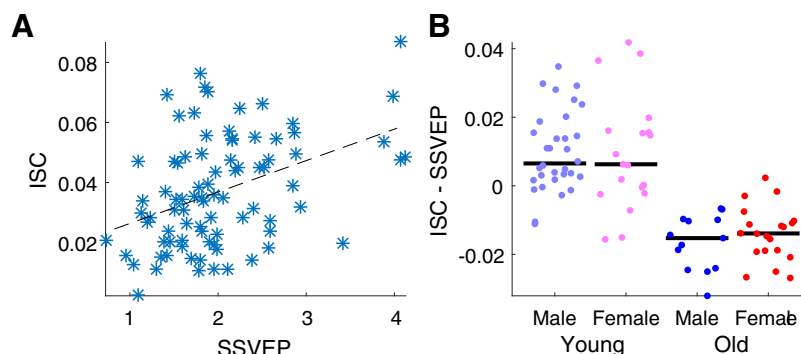 A
ISC
0.08
0.06
0.04
0.02
1 2 3 4
SSVEP
B
ISC - SSVEP
0.04
0.02
0
-0.02
Male Female Male Female
Young Old